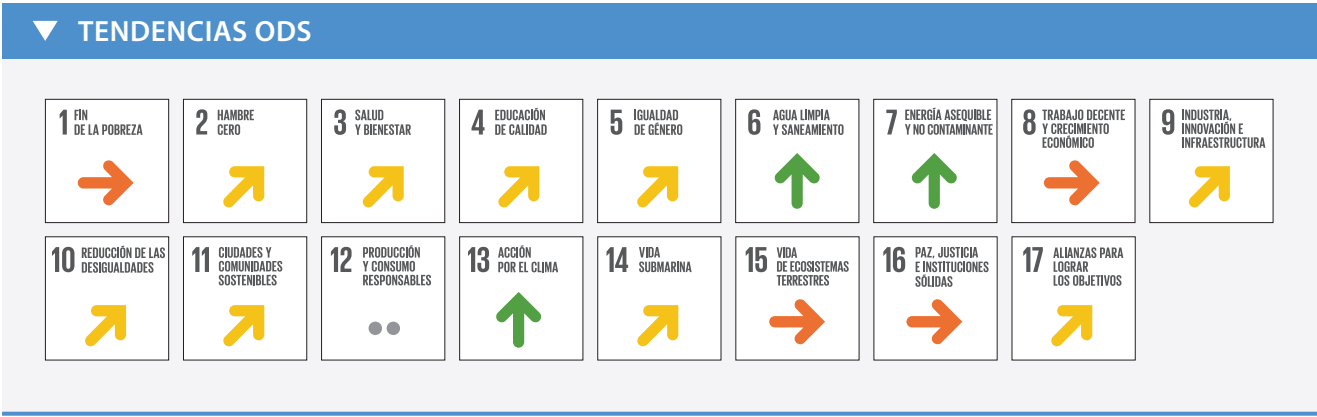 TENDENCIAS ODS
1 FIN
DE LA POBREZA
2 HAMBRE
CERO
3 SALUD
Y BIENESTAR
4 EDUCACIÓN
DE CALIDAD
5 IGUALDAD
DE GÉNERO
6 AGUA LIMPIA
Y SANEAMIENTO
7 ENERGÍA ASEQUIBLE
Y NO CONTAMINANTE
8 TRABAJO DECENTE
Y CRECIMIENTO
ECONÓMICO
9 INDUSTRIA,
INNOVACIÓN E
INFRAESTRUCTURA
10 REDUCCIÓN DE LAS
DESIGUALDADES
11 CIUDADES Y
COMUNIDADES
SOSTENIBLES
12 PRODUCCIÓN
Y CONSUMO
RESPONSABLES
13 ACCIÓN
POR EL CLIMA
14 VIDA
SUBMARINA
15 VIDA
DE ECOSISTEMAS
TERRESTRES
16 PAZ, JUSTICIA
E INSTITUCIONES
SÓLIDAS
17 ALIANZAS PARA
LOGRAR
LOS OBJETIVOS